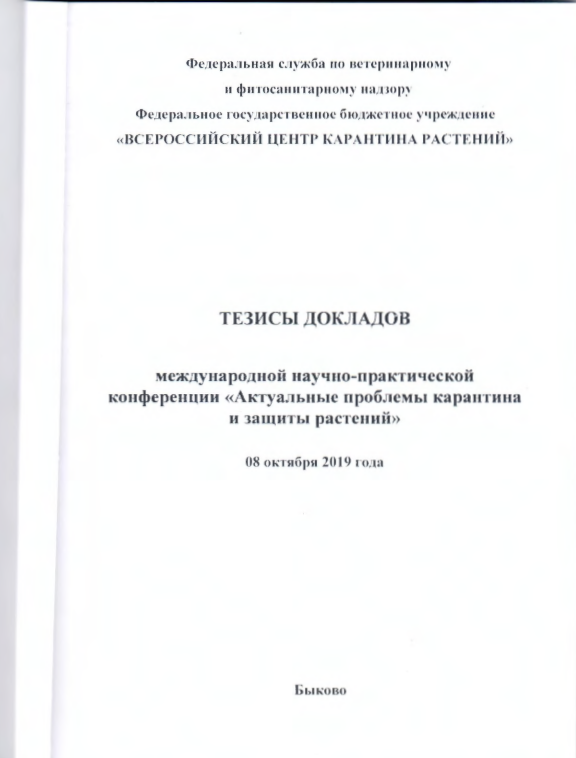 Федеральная служба по ветеринарному
и фитосанитарному надзору
Федеральное государственное бюджетное учреждение
«ВСЕРОССИЙСКИЙ ЦЕНТР КАРАНТИНА РАСТЕНИЙ»
ТЕЗИСЫ ДОКЛАДОВ
международной научно-практической
конференции «Актуальные проблемы карантина
и защиты растений»
08 октября 2019 года
Быково